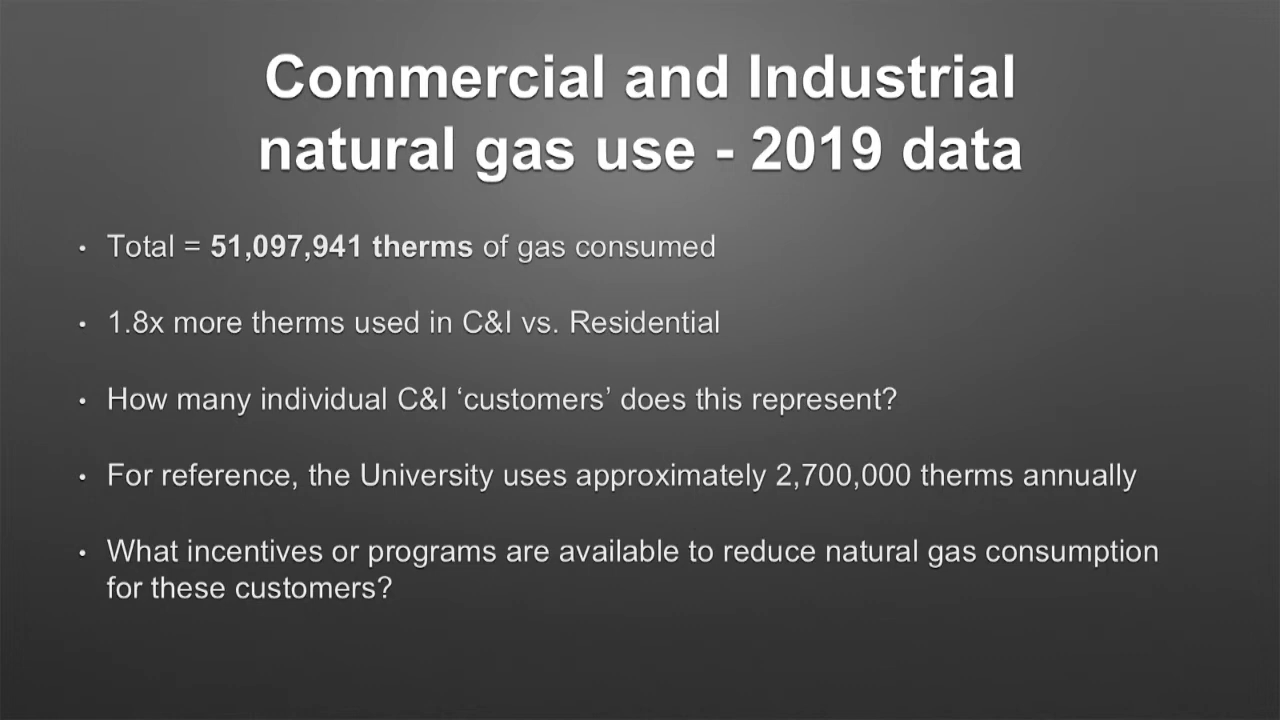 Commercial and Industrial
natural gas use - 2019 data
• Total = 51,097,941 therms of gas consumed
• 1.8x more therms used in C&I vs. Residential
• How many individual C&I ‘customers’ does this represent?
• For reference, the University uses approximately 2,700,000 therms annually
• What incentives or programs are available to reduce natural gas consumption
for these customers?